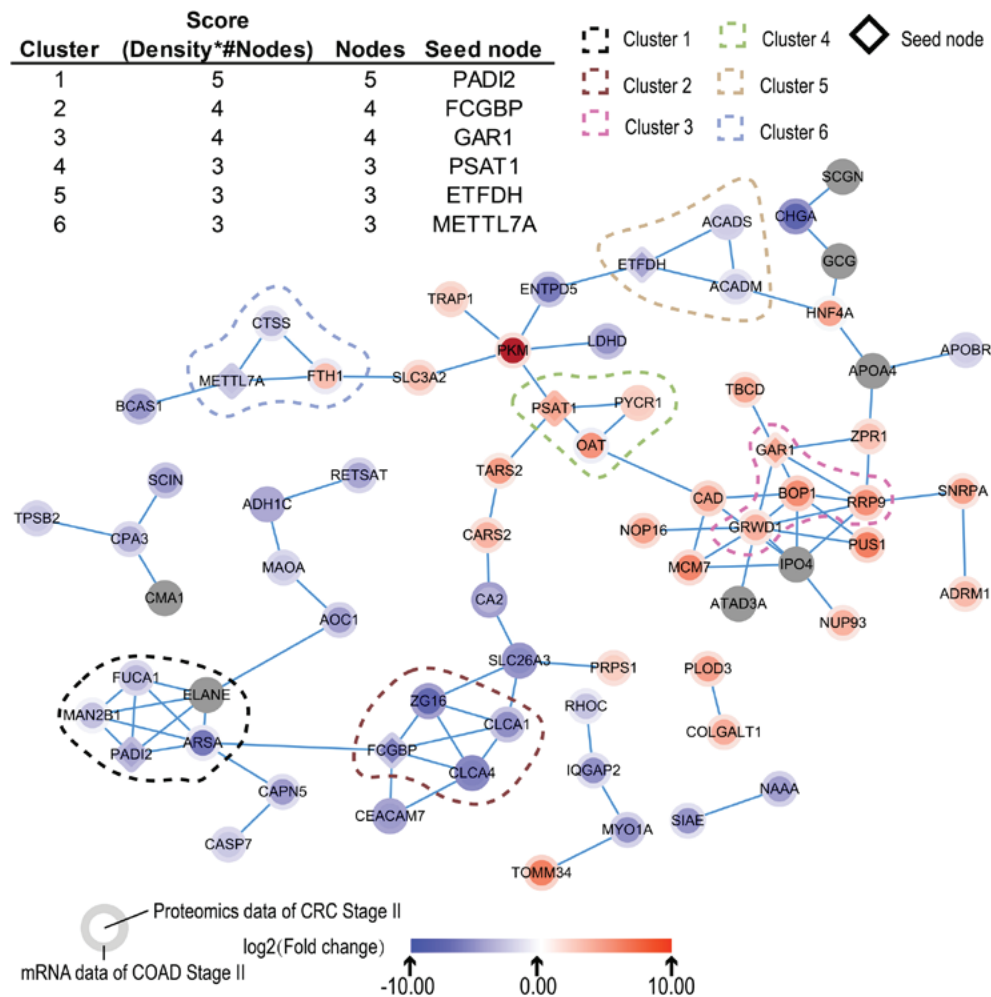 Score
Cluster (Density*#Nodes) Nodes Seed node
1 5 5 PADI2
2 4 4 FCGBP
3 4 4 GAR1
4 3 3 PSAT1
5 3 3 ETFDH
6 3 3 METTL7A
Cluster 1
Cluster 2
Cluster 3
Cluster 4
Cluster 5
Cluster 6
Seed node
SCGN
CHGA
ACADS
GCG
ETFDH
ACADM
ENTPD5
TRAP1
HNF4A
CTSS
PKM
LDHD
APOBR
APOA4
METTL7A
FTH1
SLC3A2
BCAS1
TBCD
PSAT1
PYCR1
OAT
GAR1
ZPR1
SCIN
RETSAT
TARS2
ADH1C
CAD
BOP1
RRP9
SNRPA
TPSB2
CPA3
CARS2
NOP16
GRWD1
PUS1
MAOA
MCM7
IPO4
CMA1
CA2
ATAD3A
ADRM1
AOC1
NUP93
SLC26A3
PRPS1
PLOD3
FUCA1
ELANE
ZG16
RHOC
MAN2B1
CLCA1
COLGALT1
PADI2
ARSA
FCGBP
CLCA4
IQGAP2
CAPN5
NAAA
CEACAM7
SIAE
MYO1A
CASP7
TOMM34
Proteomics data of CRC Stage II
mRNA data of COAD Stage II
log2(Fold change)
-10.00 0.00 10.00